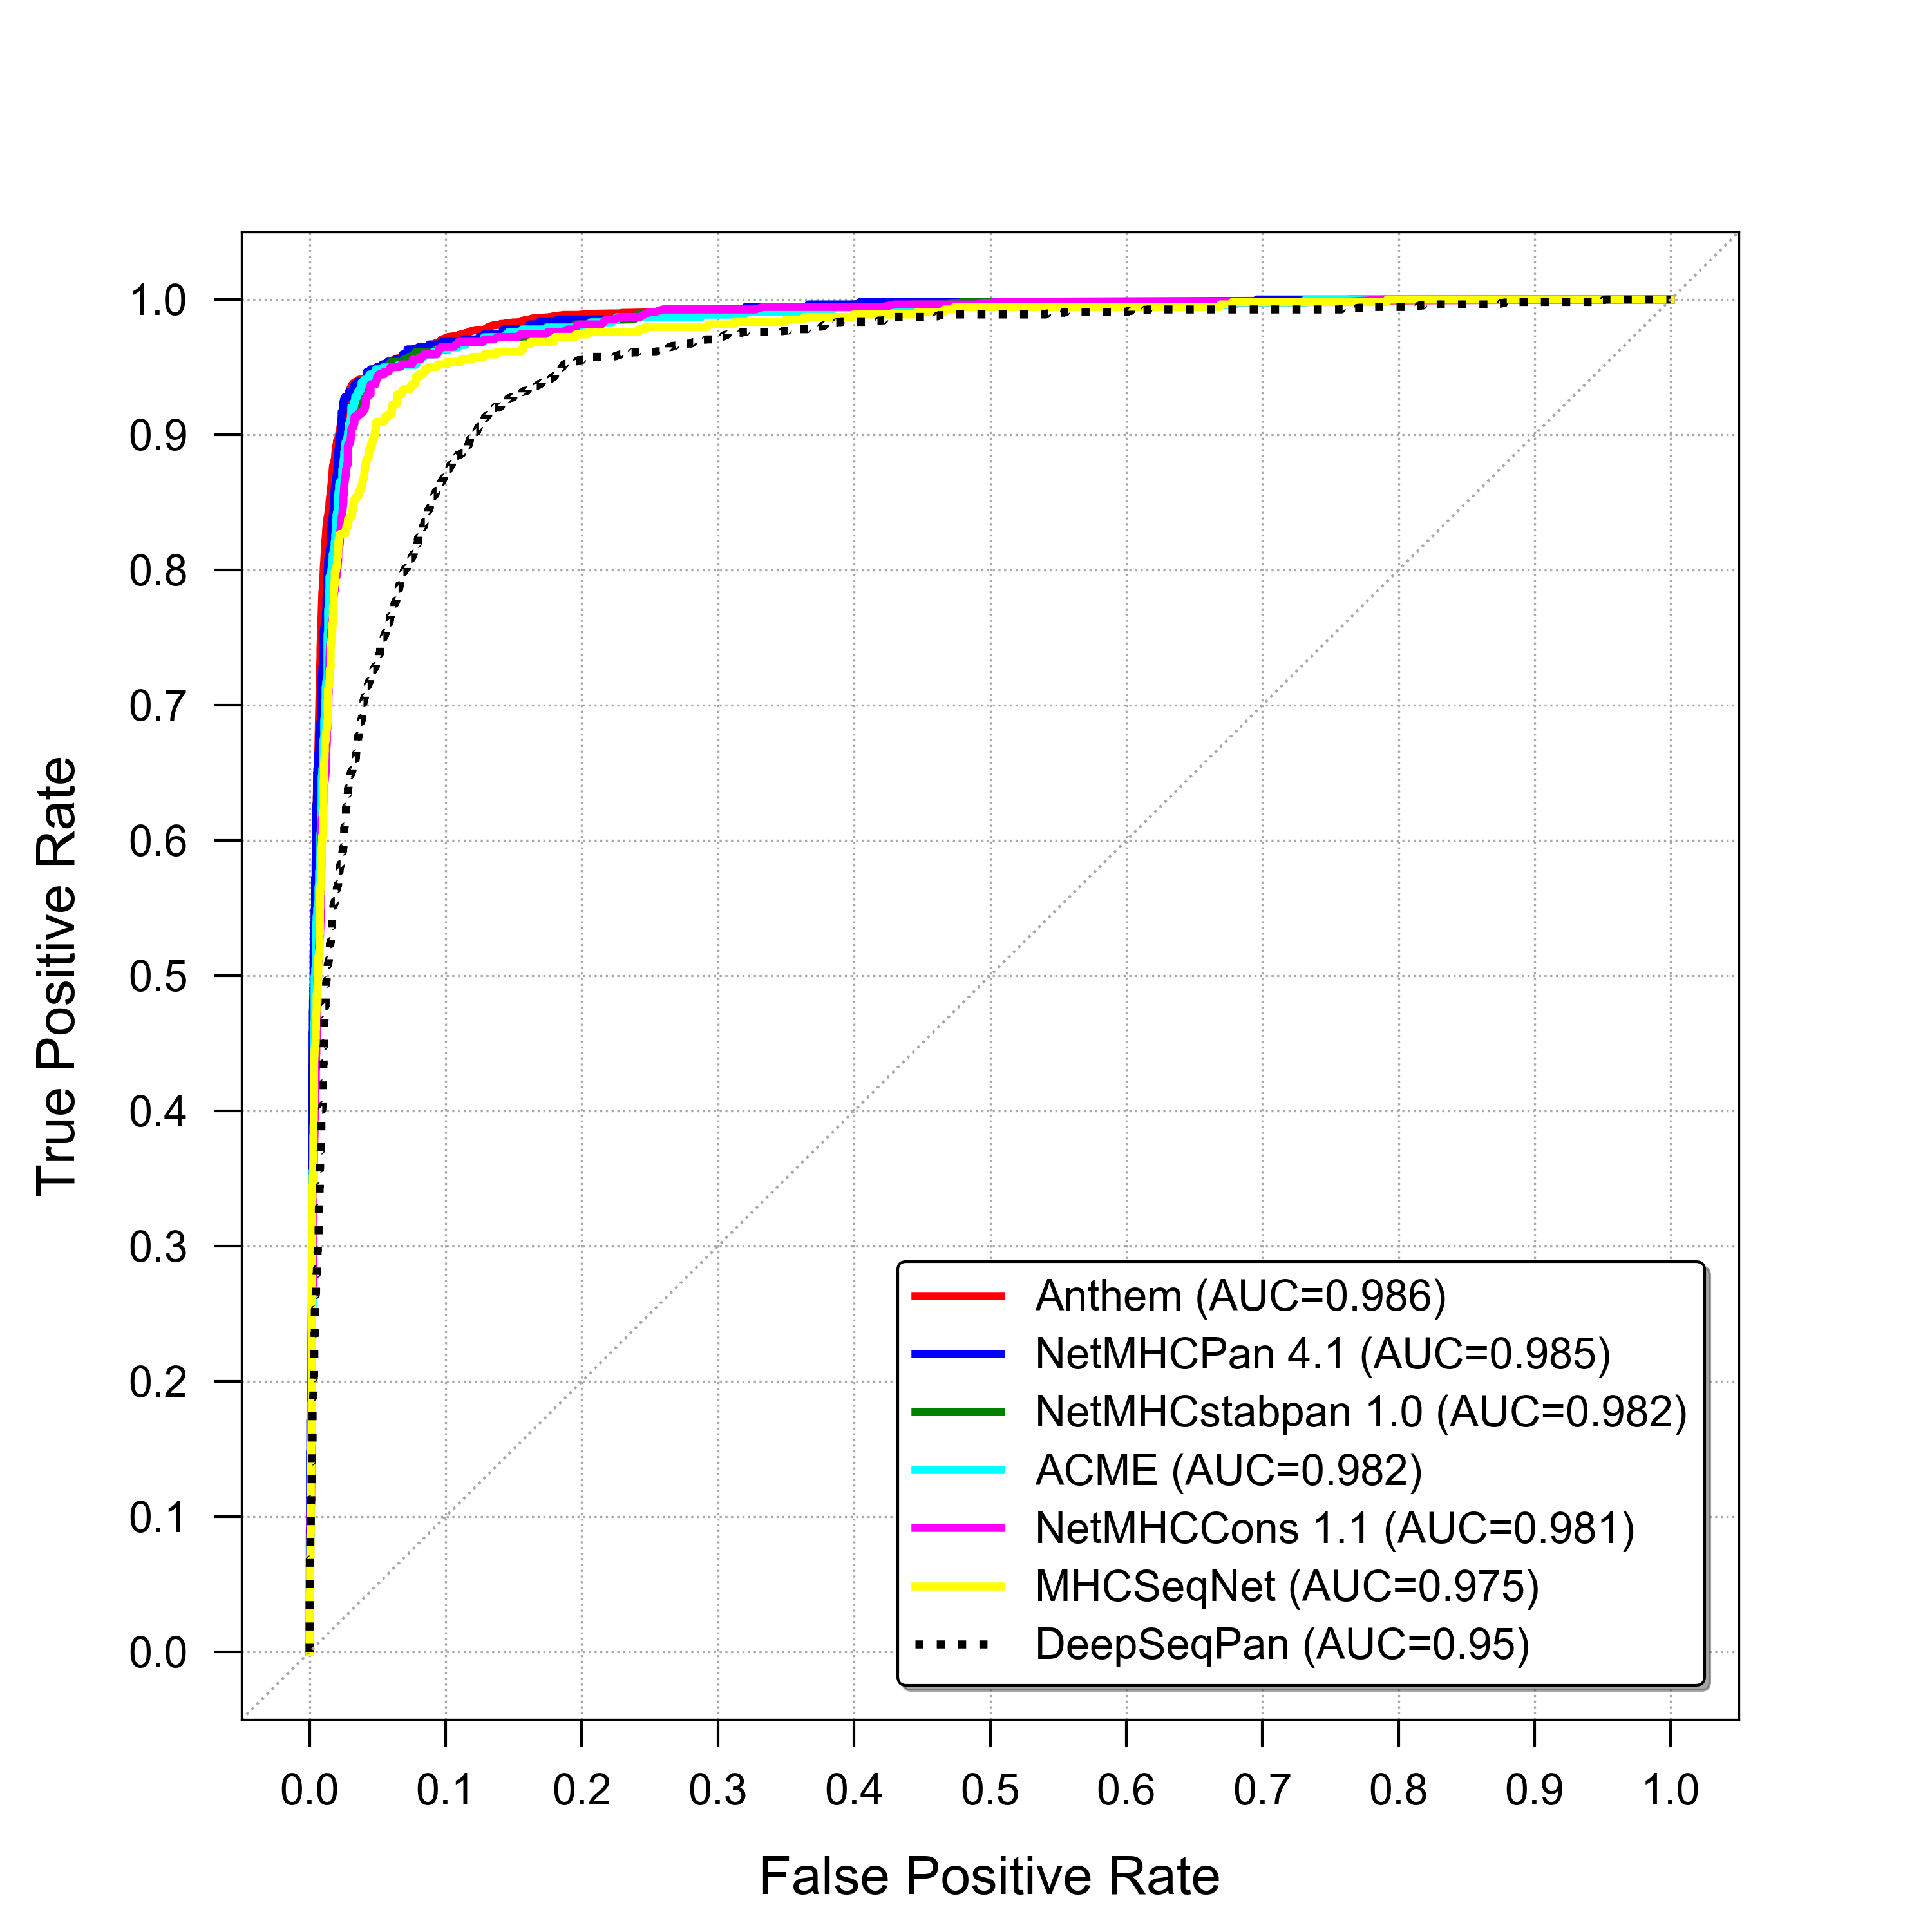 1.0
0.9
0.8
0.7
0.6
0.5
0.4
0.3
0.2
0.1
0.0
True Positive Rate
Anthem (AUC=0.986)
NetMHCPan 4.1 (AUC=0.985)
NetMHCstabpan 1.0 (AUC=0.982)
ACME (AUC=0.982)
NetMHCCons 1.1 (AUC=0.981)
MHCSeqNet (AUC=0.975)
DeepSeqPan (AUC=0.95)
0.0 0.1 0.2 0.3 0.4 0.5 0.6 0.7 0.8 0.9 1.0
False Positive Rate